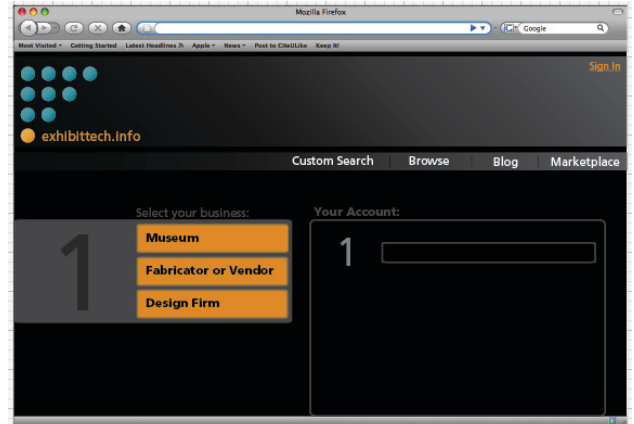 Mozilla Firefox
Google
Most Visited Getting Started Latest Headlines Apple News Post to CiteULike Keep It!
Sign In
exhibittech.info
Custom Search Browse Blog Marketplace
Select your business:
Your Account:
1
Museum
Fabricator or Vendor
Design Firm
1